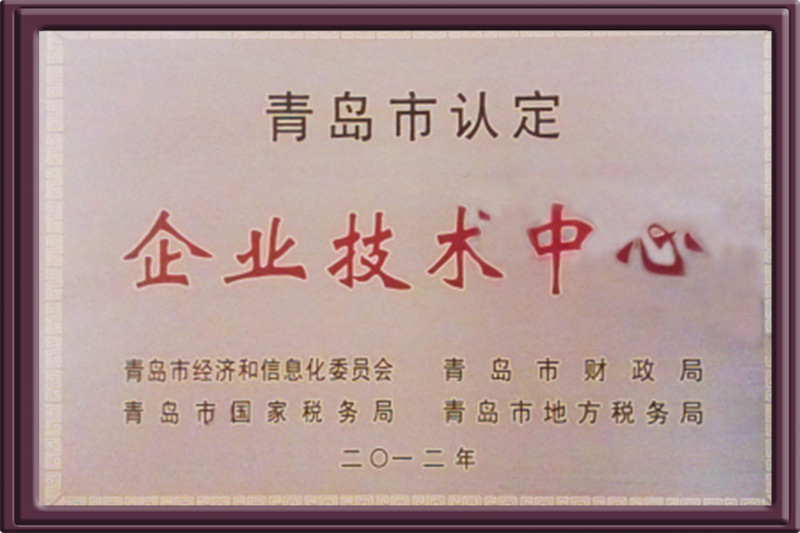 青岛市认定
企业技术中心
青岛市经济和信息化委员会 青岛市财政局
青岛市国家税务局 青岛市地方税务局
二〇一二年